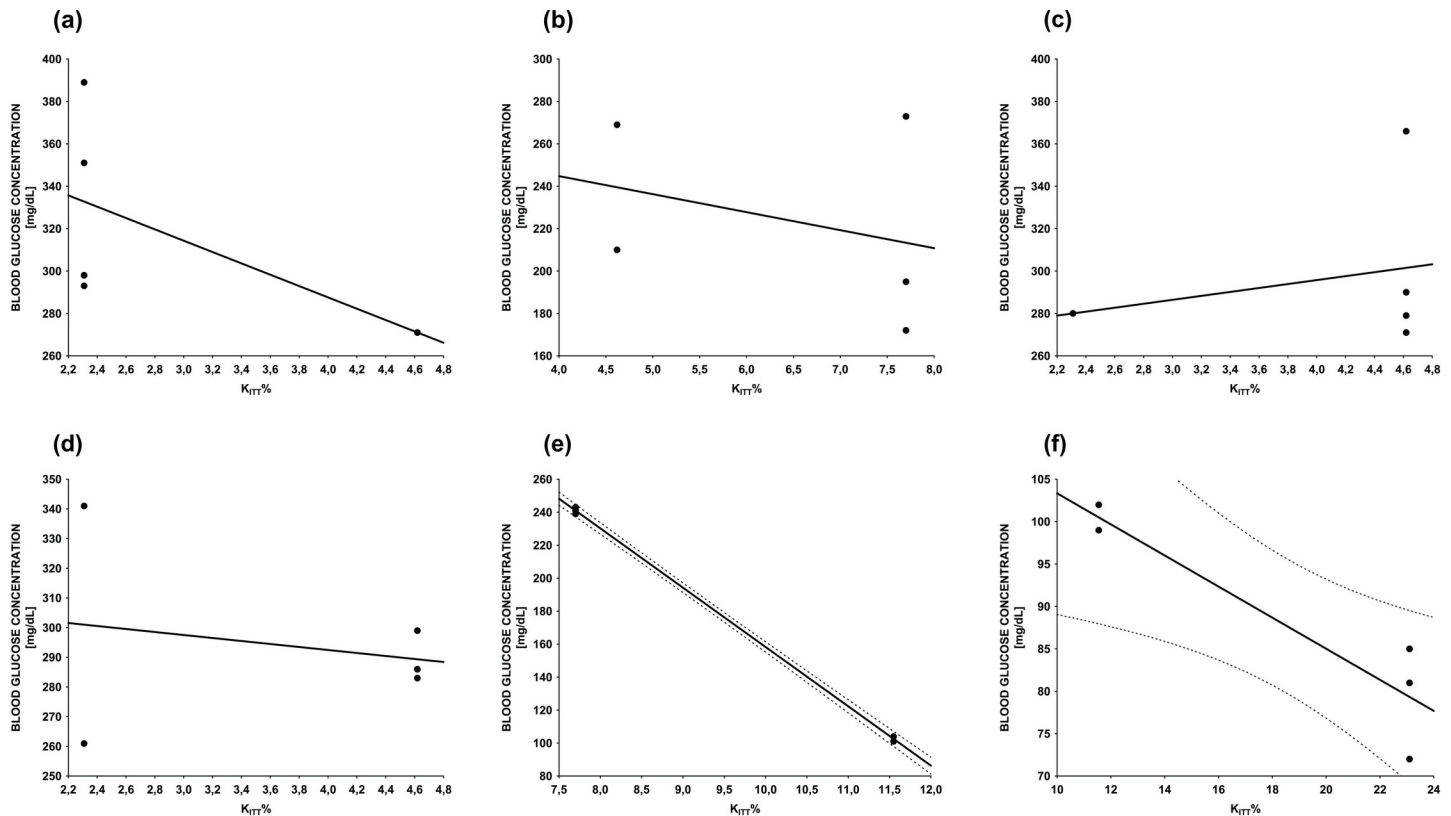 (a)
BLOOD GLUCOSE CONCENTRATION
[mg/dL]
400
380
360
340
320
300
280
260
2,2 2,4 2,6 2,8 3,0 3,2 3,4 3,6 3,8 4,0 4,2 4,4 4,6 4,8
KITT%
(b)
BLOOD GLUCOSE CONCENTRATION
[mg/dL]
300
280
260
240
220
200
180
160
4,0 4,5 5,0 5,5 6,0 6,5 7,0 7,5 8,0
KITT%
(c)
BLOOD GLUCOSE CONCENTRATION
[mg/dL]
400
380
360
340
320
300
280
260
2,2 2,4 2,6 2,8 3,0 3,2 3,4 3,6 3,8 4,0 4,2 4,4 4,6 4,8
KITT%
(d)
BLOOD GLUCOSE CONCENTRATION
[mg/dL]
350
340
330
320
310
300
290
280
270
260
250
2,2 2,4 2,6 2,8 3,0 3,2 3,4 3,6 3,8 4,0 4,2 4,4 4,6 4,8
KITT%
(e)
BLOOD GLUCOSE CONCENTRATION
[mg/dL]
260
240
220
200
180
160
140
120
100
80
7,5 8,0 8,5 9,0 9,5 10,0 10,5 11,0 11,5 12,0
KITT%
(f)
BLOOD GLUCOSE CONCENTRATION
[mg/dL]
105
100
95
90
85
80
75
70
10 12 14 16 18 20 22 24
KITT%